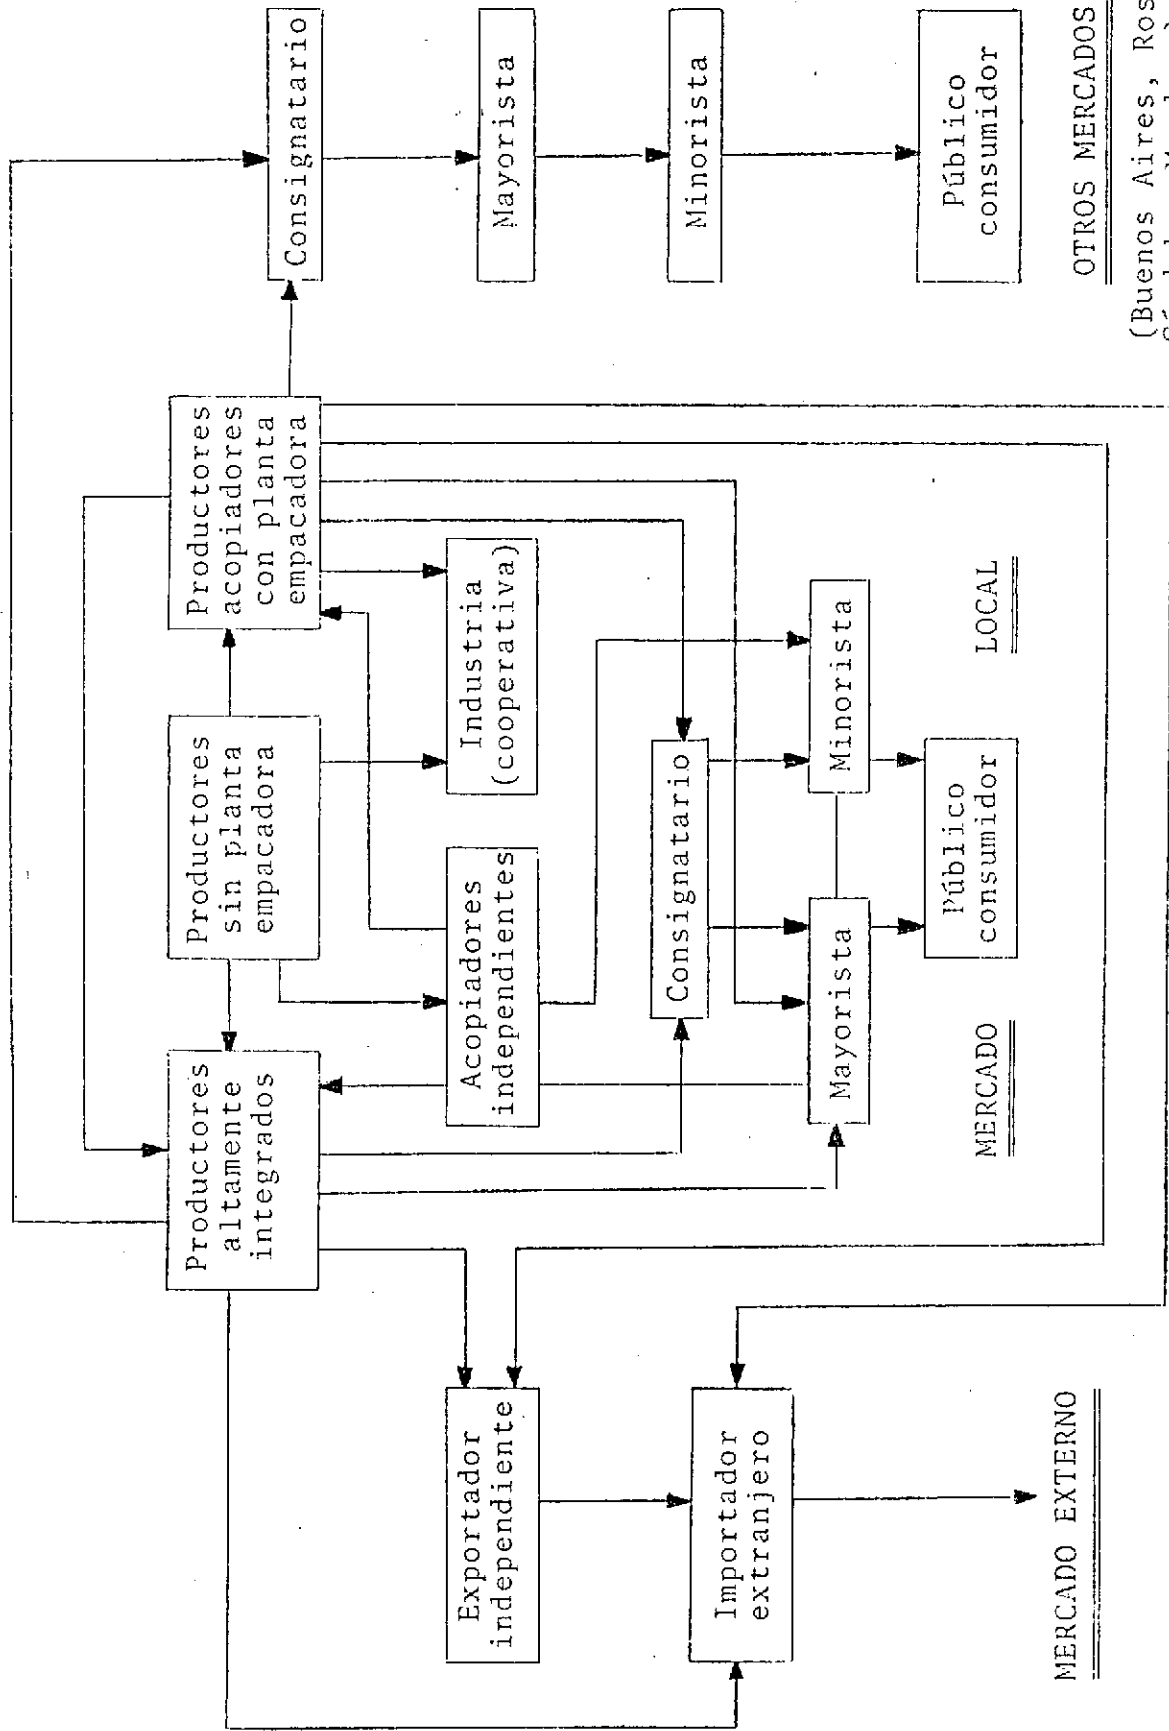 Productores
altamente
integrados
Productores
sin planta
empacadora
Productores
acopiadores
con planta
empacadora
Consignatario
Exportador
independiente
Acopiadores
independientes
Industria
(cooperativa)
Mayorista
Importador
extranjero
Consignatario
Minorista
Mayorista
Minorista
Público
consumidor
Público
consumidor
MERCADO EXTERNO
MERCADO
LOCAL
OTROS MERCADOS
(Buenos Aires, Ros